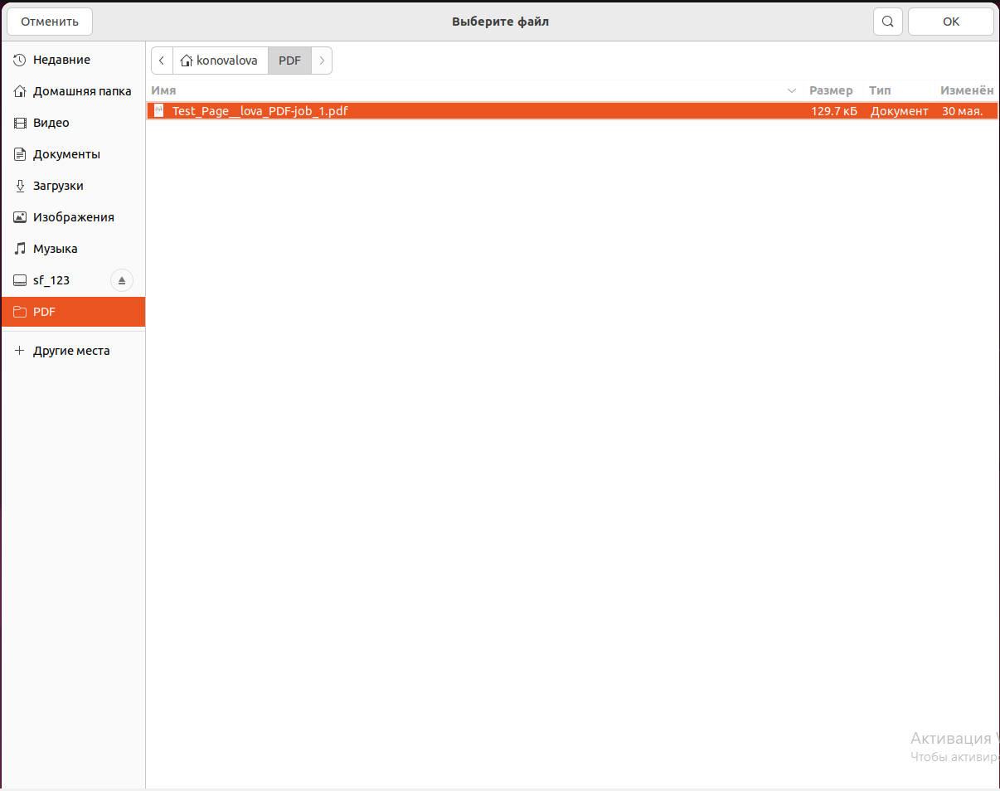 Отменить
Выберите файл
OK
Недавние
Домашняя папка
Видео
Документы
Загрузки
Изображения
Музыка
sf_123
PDF
Другие места
konovalova PDF
Имя Размер Тип Изменён
Test_Page__lova_PDF-job_1.pdf 129.7 кБ Документ 30 мая.
Активация
Чтобы активир